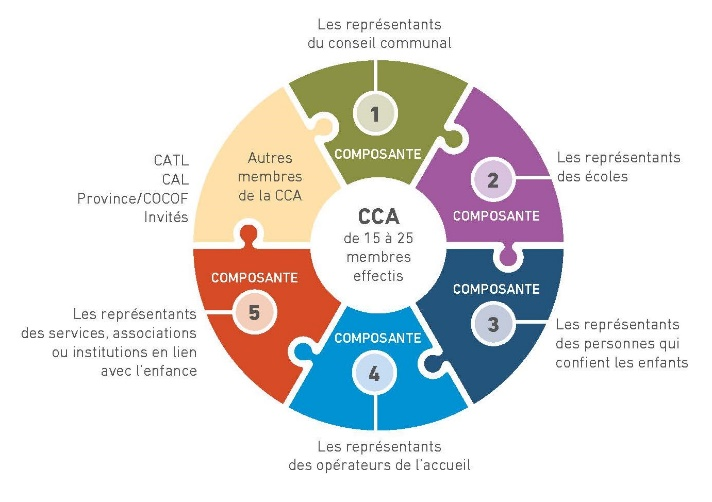 Les représentants
du conseil communal
1
COMPOSANTE
Les représentants
des écoles
2
COMPOSANTE
COMPOSANTE
3
Les représentants
des personnes qui
confient les enfants
COMPOSANTE
4
Les représentants
des opérateurs de l'accueil
COMPOSANTE
5
Les représentants
des services, associations
ou institutions en lien
avec l'enfance
Autres
membres
de la CCA
CATL
CAL
Province/COCOF
Invités
CCA
de 15 à 25
membres
effectis